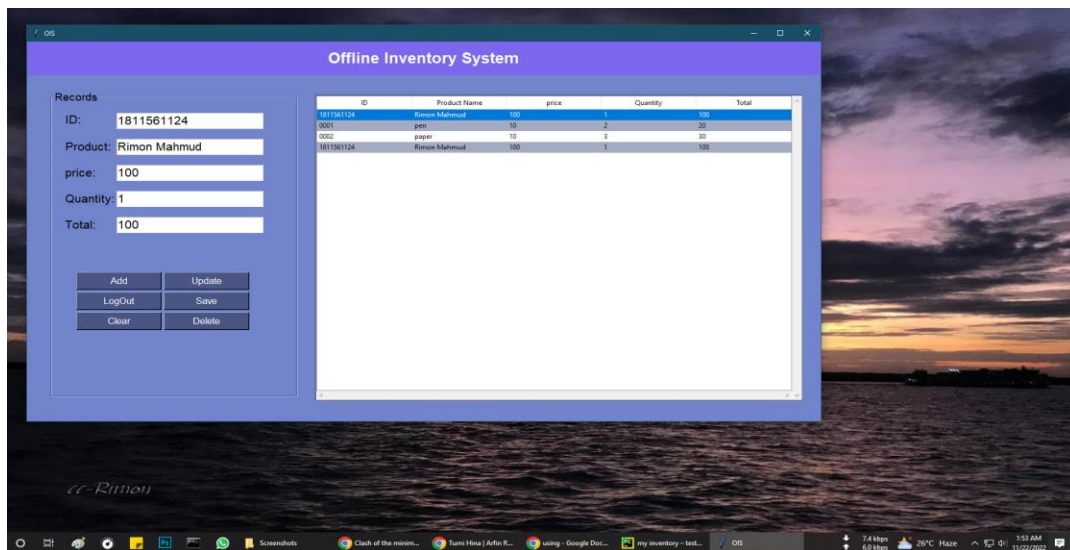 OIS
Offline Inventory System
Records
ID: 1811561124
Product: Rimon Mahmud
price: 100
Quantity: 1
Total: 100
Add Update
LogOut Save
Clear Delete
ID Product Name price Quantity Total
1811561124 Rimon Mahmud 100 1 100
0001 pen 10 2 20
0002 paper 10 3 30
1811561124 Rimon Mahmud 100 1 100
cc-Rimon
Screenshots Clash of the minim... Tumi Hina | Arfin R... using - Google Doc... my inventory – test... OIS 7.4 kbps 26°C Haze 1:53 AM
6.0 kbps 11/22/2022